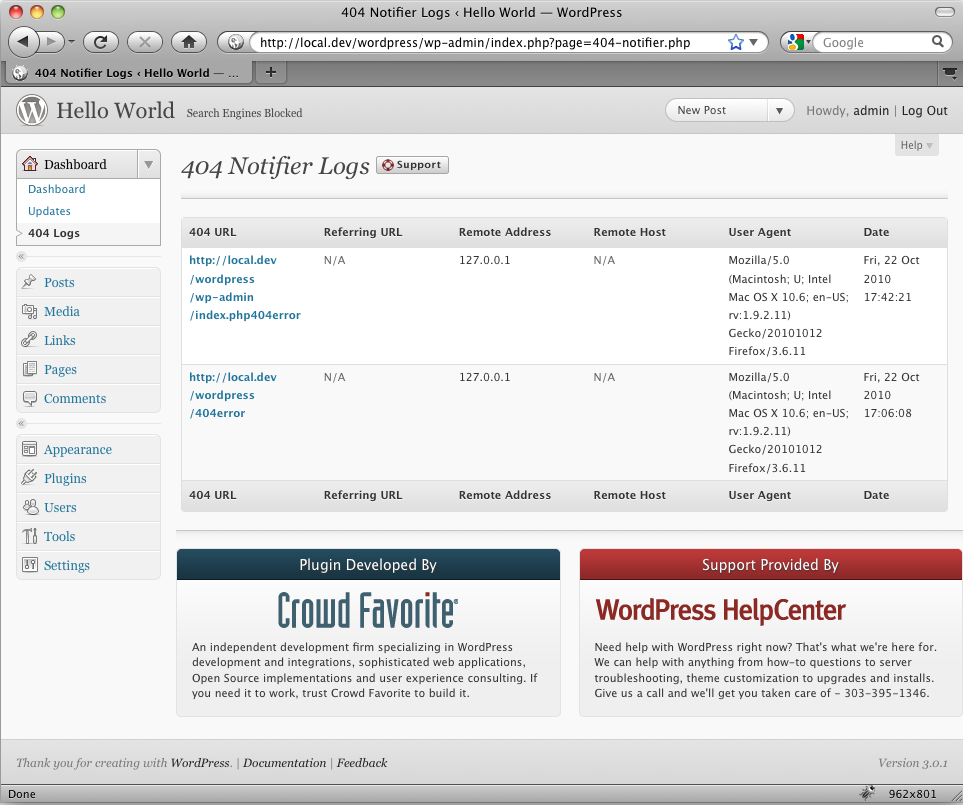 404 Notifier Logs ‹ Hello World — WordPress
http://local.dev/wordpress/wp-admin/index.php?page=404-notifier.php
Google
404 Notifier Logs ‹ Hello World — ...
+
Hello World
Search Engines Blocked
New Post
Howdy, admin | Log Out
Help
Dashboard
Dashboard
Updates
404 Logs
«
Posts
Media
Links
Pages
Comments
«
Appearance
Plugins
Users
Tools
Settings
404 Notifier Logs
Support
404 URL Referring URL Remote Address Remote Host User Agent Date
http://local.dev N/A 127.0.0.1 N/A Mozilla/5.0 Fri, 22 Oct
/wordpress (Macintosh; U; Intel 2010
/wp-admin Mac OS X 10.6; en-US; 17:42:21
/index.php404error rv:1.9.2.11)
Gecko/20101012
Firefox/3.6.11
http://local.dev N/A 127.0.0.1 N/A Mozilla/5.0 Fri, 22 Oct
/wordpress (Macintosh; U; Intel 2010
/404error Mac OS X 10.6; en-US; 17:06:08
rv:1.9.2.11)
Gecko/20101012
Firefox/3.6.11
404 URL Referring URL Remote Address Remote Host User Agent Date
Plugin Developed By
Crowd Favorite
An independent development firm specializing in WordPress
development and integrations, sophisticated web applications,
Open Source implementations and user experience consulting. If
you need it to work, trust Crowd Favorite to build it.
Support Provided By
WordPress HelpCenter
Need help with WordPress right now? That's what we're here for.
We can help with anything from how-to questions to server
troubleshooting, theme customization to upgrades and installs.
Give us a call and we'll get you taken care of - 303-395-1346.
Thank you for creating with WordPress. | Documentation | Feedback
Version 3.0.1
Done
962x801